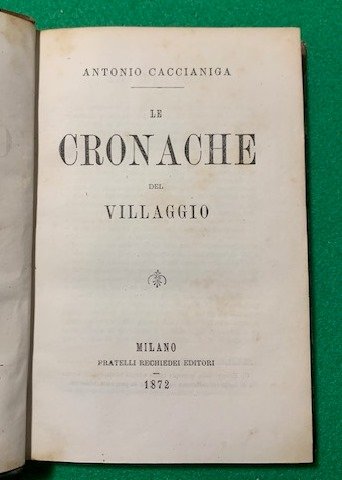 ANTONIO CACCIANIGA
LE
CRONACHE
DEL
VILLAGGIO
MILANO
FRATELLI RECHIEDEI EDITORI
1872